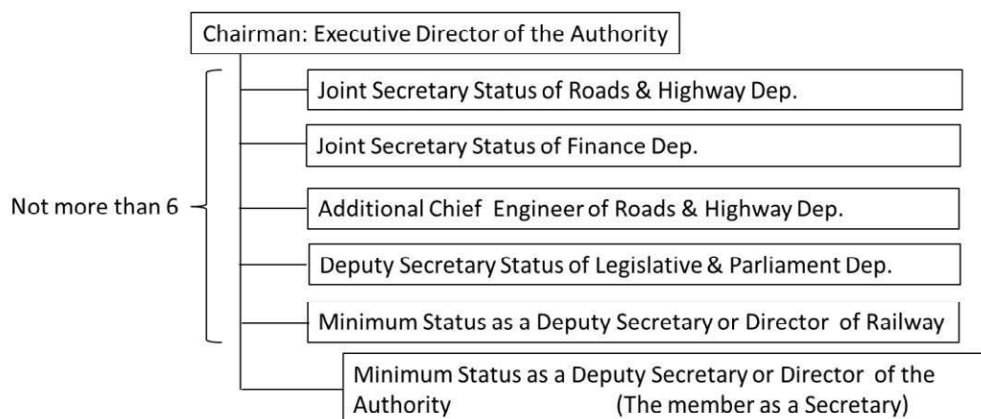 Chairman: Executive Director of the Authority
Joint Secretary Status of Roads & Highway Dep.
Joint Secretary Status of Finance Dep.
Not more than 6
Additional Chief Engineer of Roads & Highway Dep.
Deputy Secretary Status of Legislative & Parliament Dep.
Minimum Status as a Deputy Secretary or Director of Railway
Minimum Status as a Deputy Secretary or Director of the
Authority (The member as a Secretary)